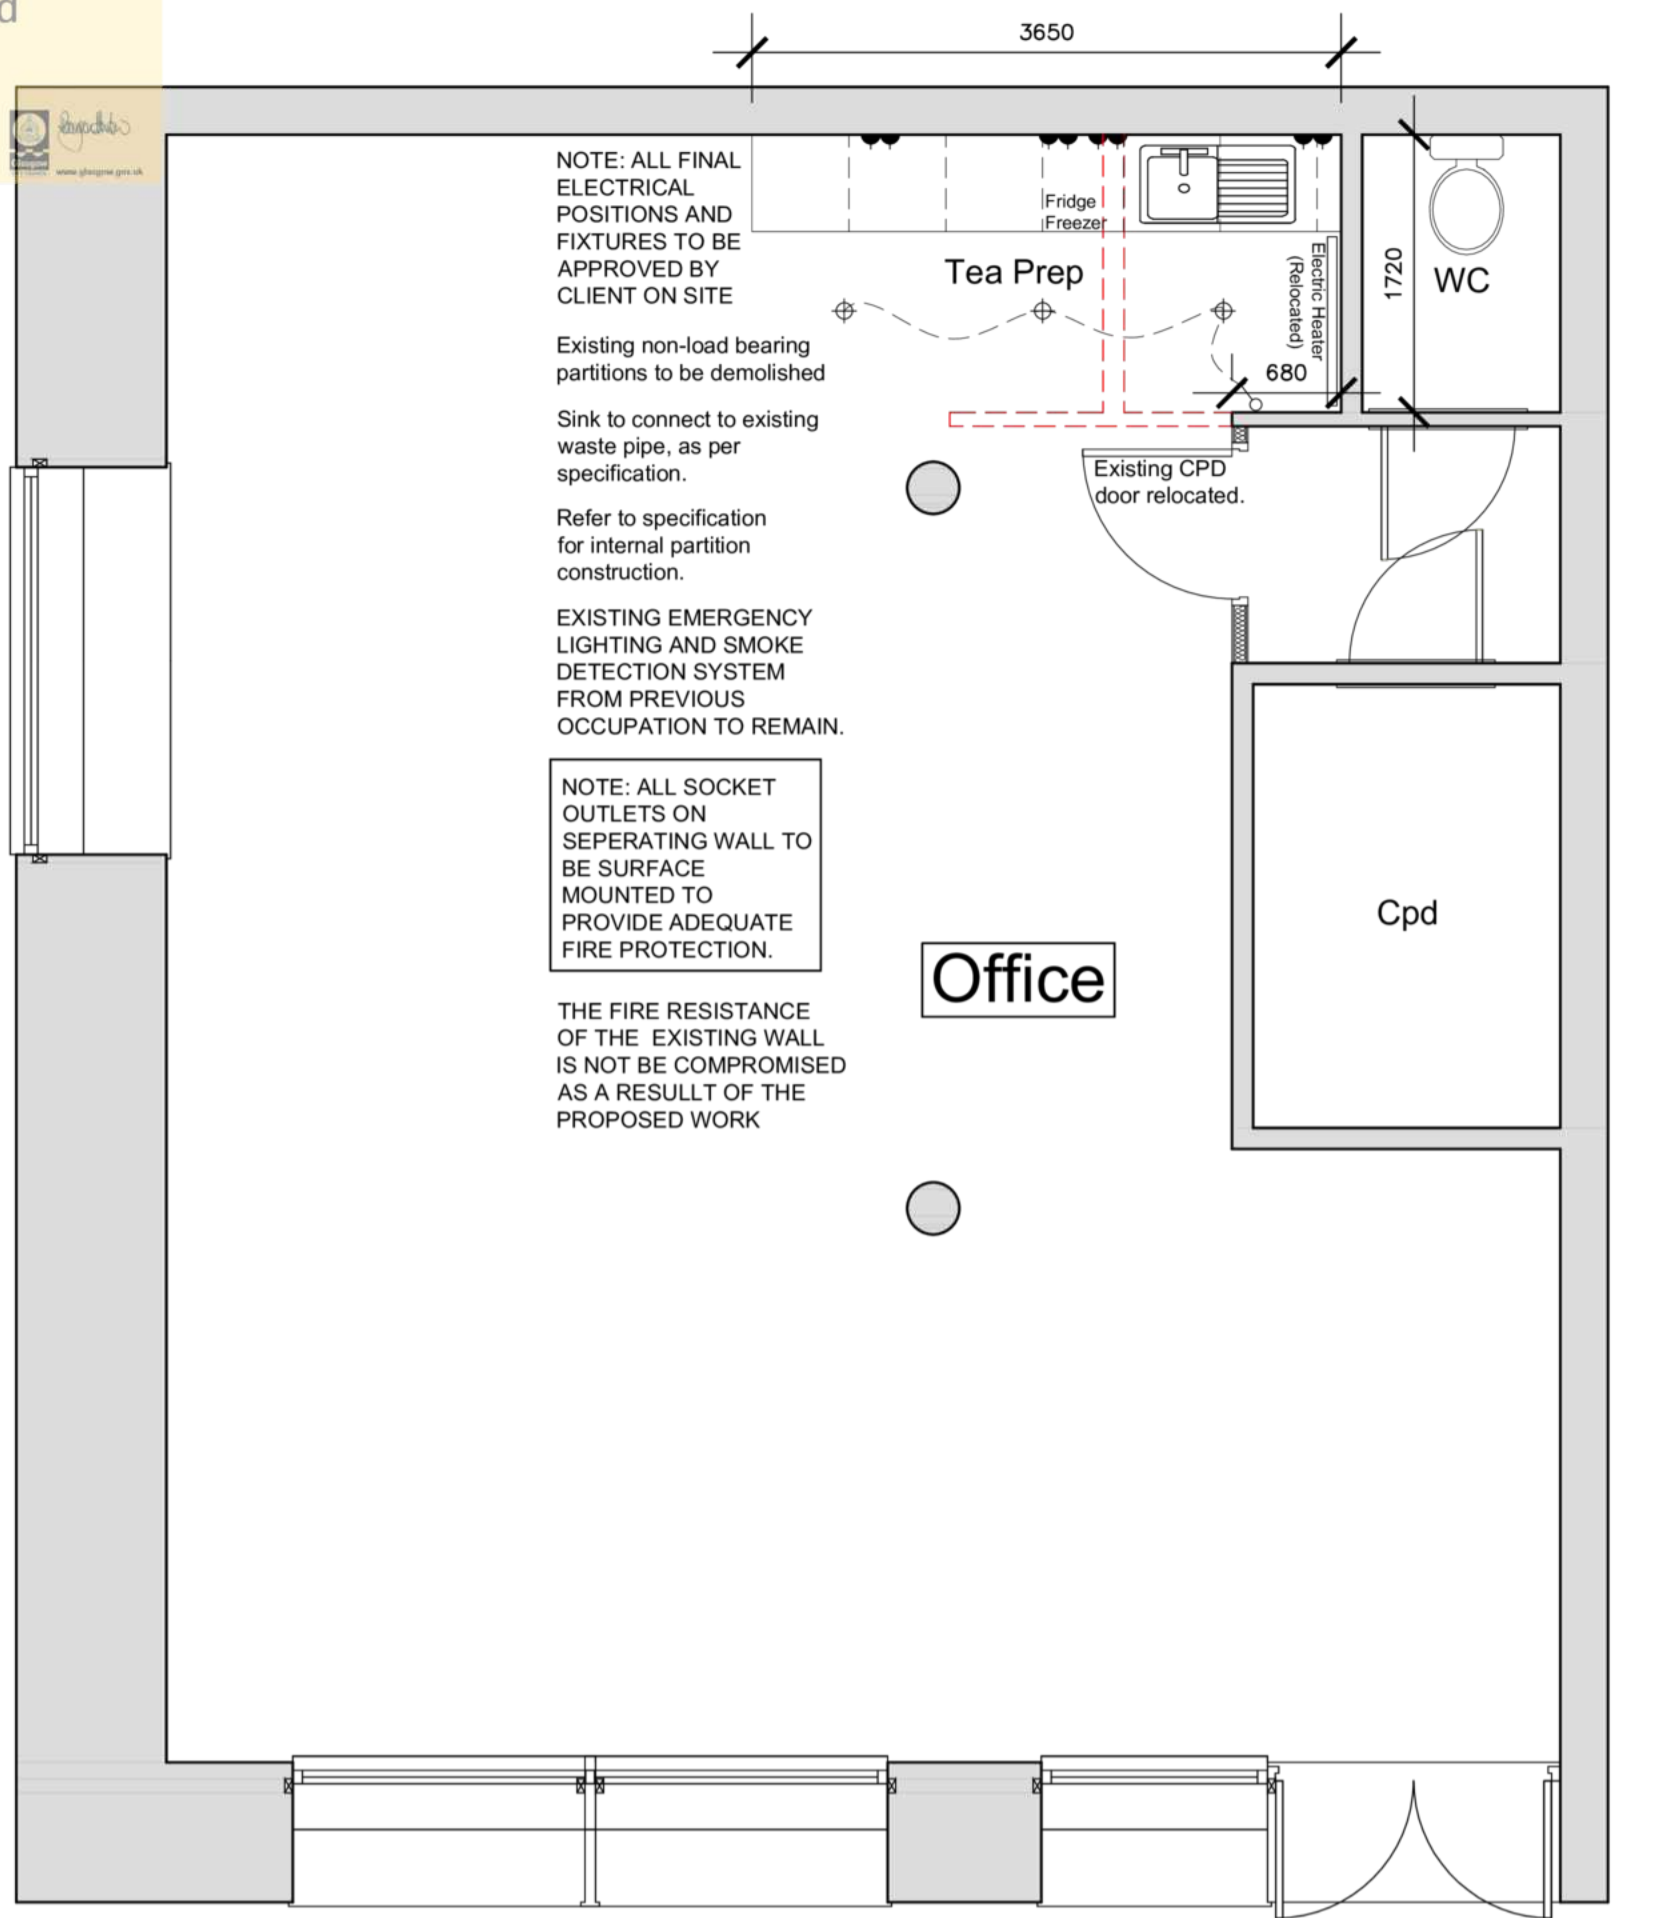 d
3650
Glasgow
www.glasgow.gov.uk
NOTE: ALL FINAL
ELECTRICAL
POSITIONS AND
FIXTURES TO BE
APPROVED BY
CLIENT ON SITE
Existing non-load bearing
partitions to be demolished
Sink to connect to existing
waste pipe, as per
specification.
Refer to specification
for internal partition
construction.
EXISTING EMERGENCY
LIGHTING AND SMOKE
DETECTION SYSTEM
FROM PREVIOUS
OCCUPATION TO REMAIN.
NOTE: ALL SOCKET
OUTLETS ON
SEPERATING WALL TO
BE SURFACE
MOUNTED TO
PROVIDE ADEQUATE
FIRE PROTECTION.
THE FIRE RESISTANCE
OF THE EXISTING WALL
IS NOT BE COMPROMISED
AS A RESULLT OF THE
PROPOSED WORK
Fridge
Freezer
Tea Prep
Electric Heater
(Relocated)
680
1720
WC
Existing CPD
door relocated.
Cpd
Office